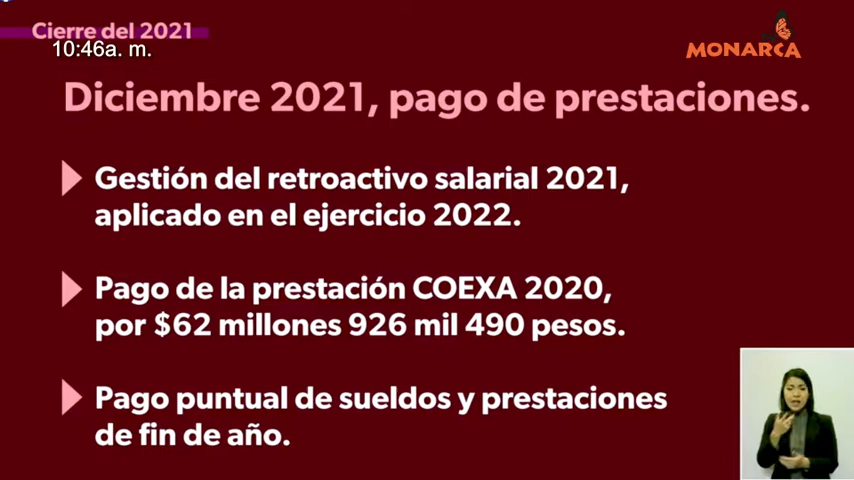 Cierre del 2021
10:46a. m.
MONARCA
Diciembre 2021, pago de prestaciones.
Gestión del retroactivo salarial 2021,
aplicado en el ejercicio 2022.
Pago de la prestación COEXA 2020,
por $62 millones 926 mil 490 pesos.
Pago puntual de sueldos y prestaciones
de fin de año.